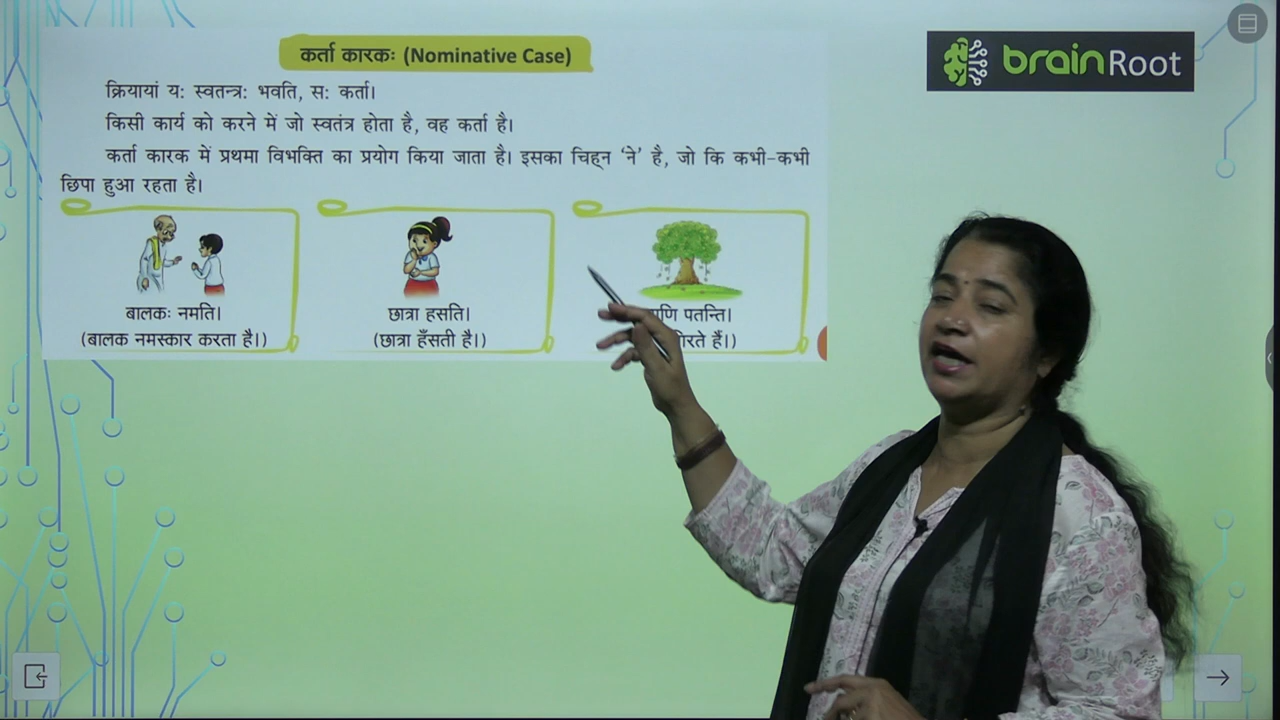 कर्ता कारकः (Nominative Case)
brainRoot
क्रियायां य: स्वतन्त्र: भवति, स: कर्ता।
किसी कार्य को करने में जो स्वतंत्र होता है, वह कर्ता है।
कर्ता कारक में प्रथमा विभक्ति का प्रयोग किया जाता है। इसका चिह्न ‘ने’ है, जो कि कभी-कभी
छिपा हुआ रहता है।
बालकः नमति।
(बालक नमस्कार करता है।)
छात्रा हसति।
(छात्रा हँसती है।)
पतन्ति।
हैं।)